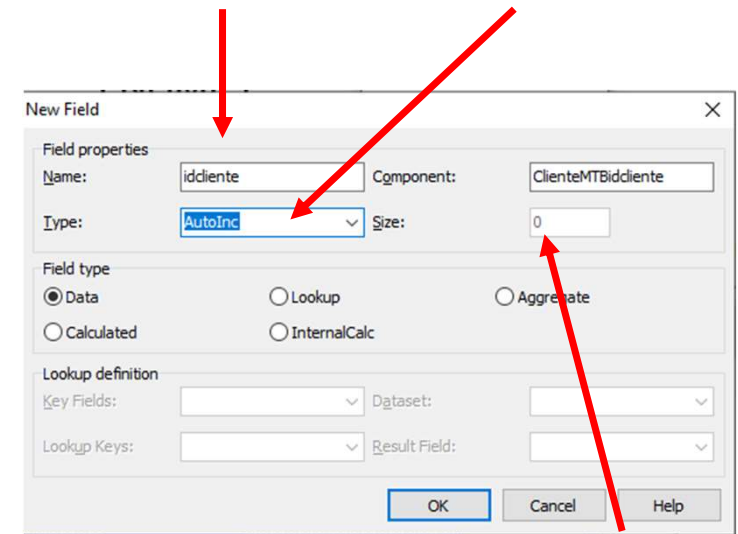 New Field
Field properties
Name: idcliente Component: ClienteMTBidcliente
Type: AutoInc Size: 0
Field type
Data Lookup Aggregate
Calculated InternalCalc
Lookup definition
Key Fields: Dataset:
Lookup Keys: Result Field:
OK Cancel Help